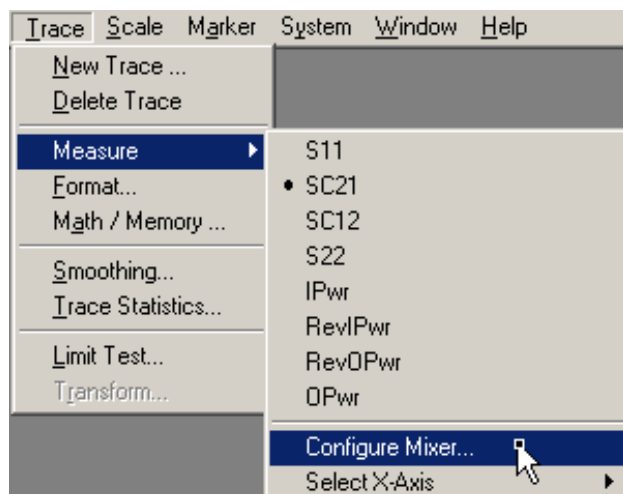 Trace Scale Marker System Window Help
New Trace ...
Delete Trace
Measure
Format...
Math / Memory ...
Smoothing...
Trace Statistics...
Limit Test...
Transform...
S11
SC21
SC12
S22
IPwr
RevIPwr
RevOPwr
OPwr
Configure Mixer...
Select X-Axis